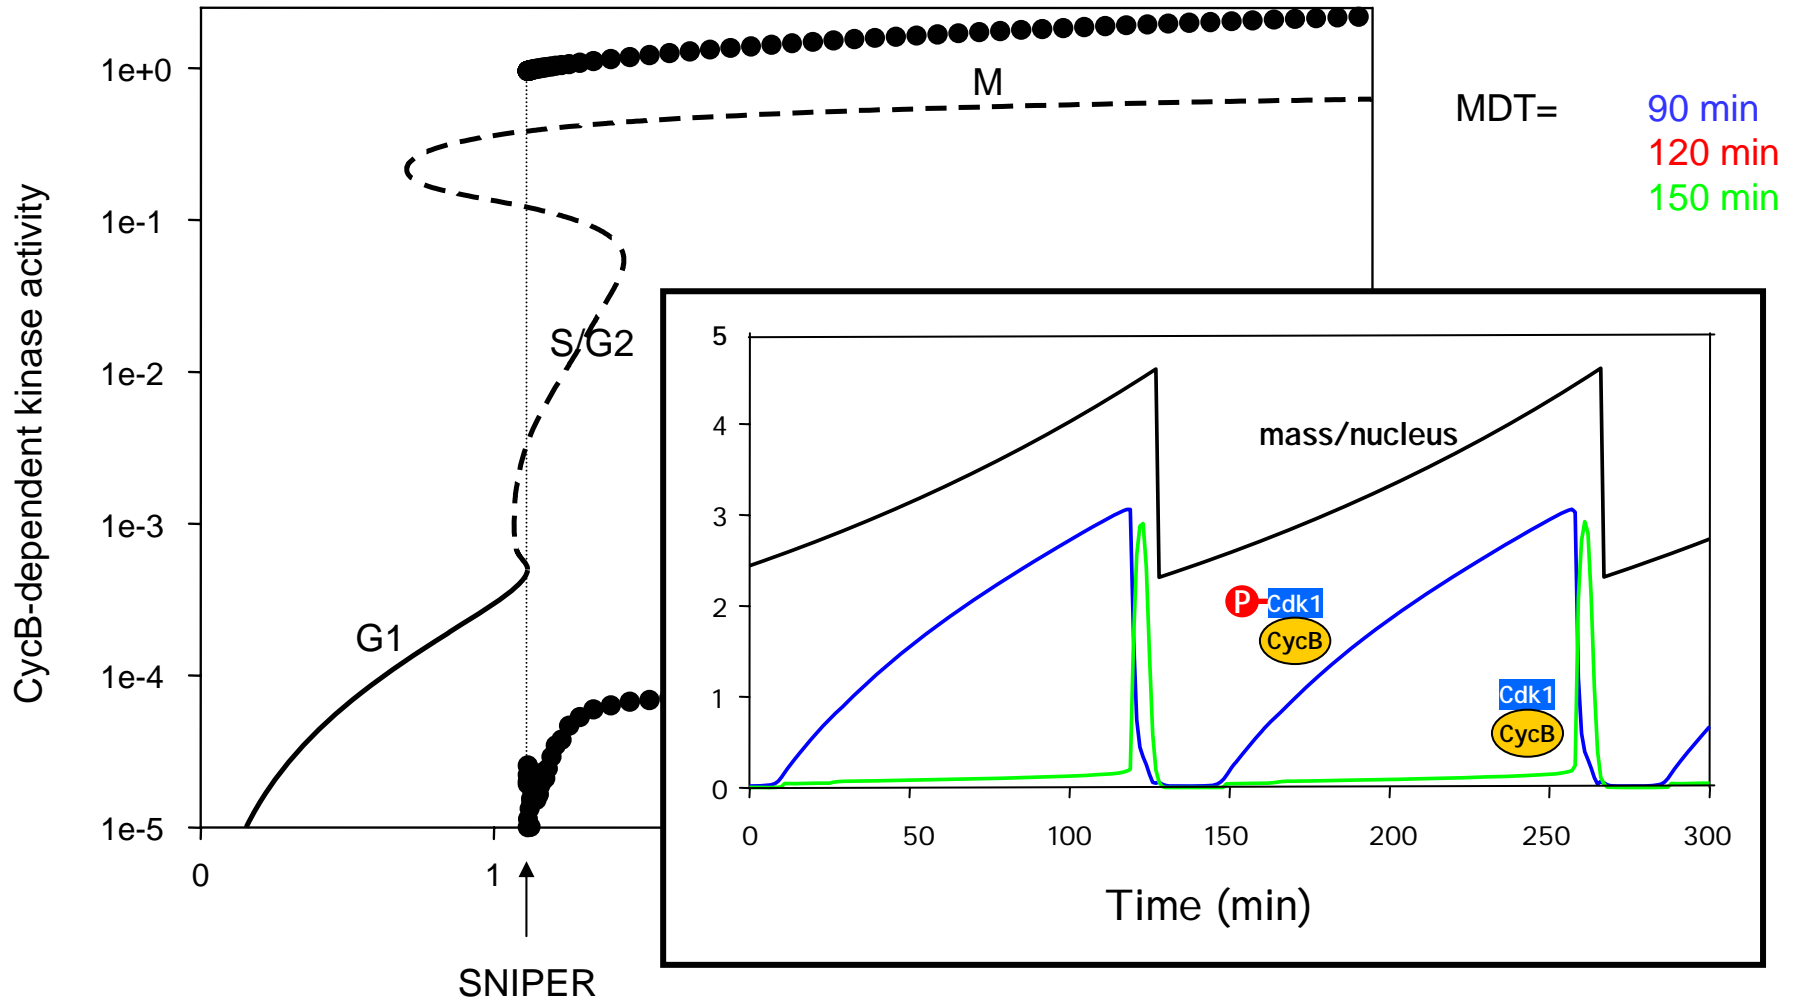 CycB-dependent kinase activity
1e+0
1e-1
1e-2
1e-3
1e-4
1e-5
0
1
M
S/G2
G1
SNIPER
MDT= 90 min
120 min
150 min
5
4
3
2
1
0
mass/nucleus
P Cdk1
CycB
Cdk1
CycB
0 50 100 150 200 250 300
Time (min)